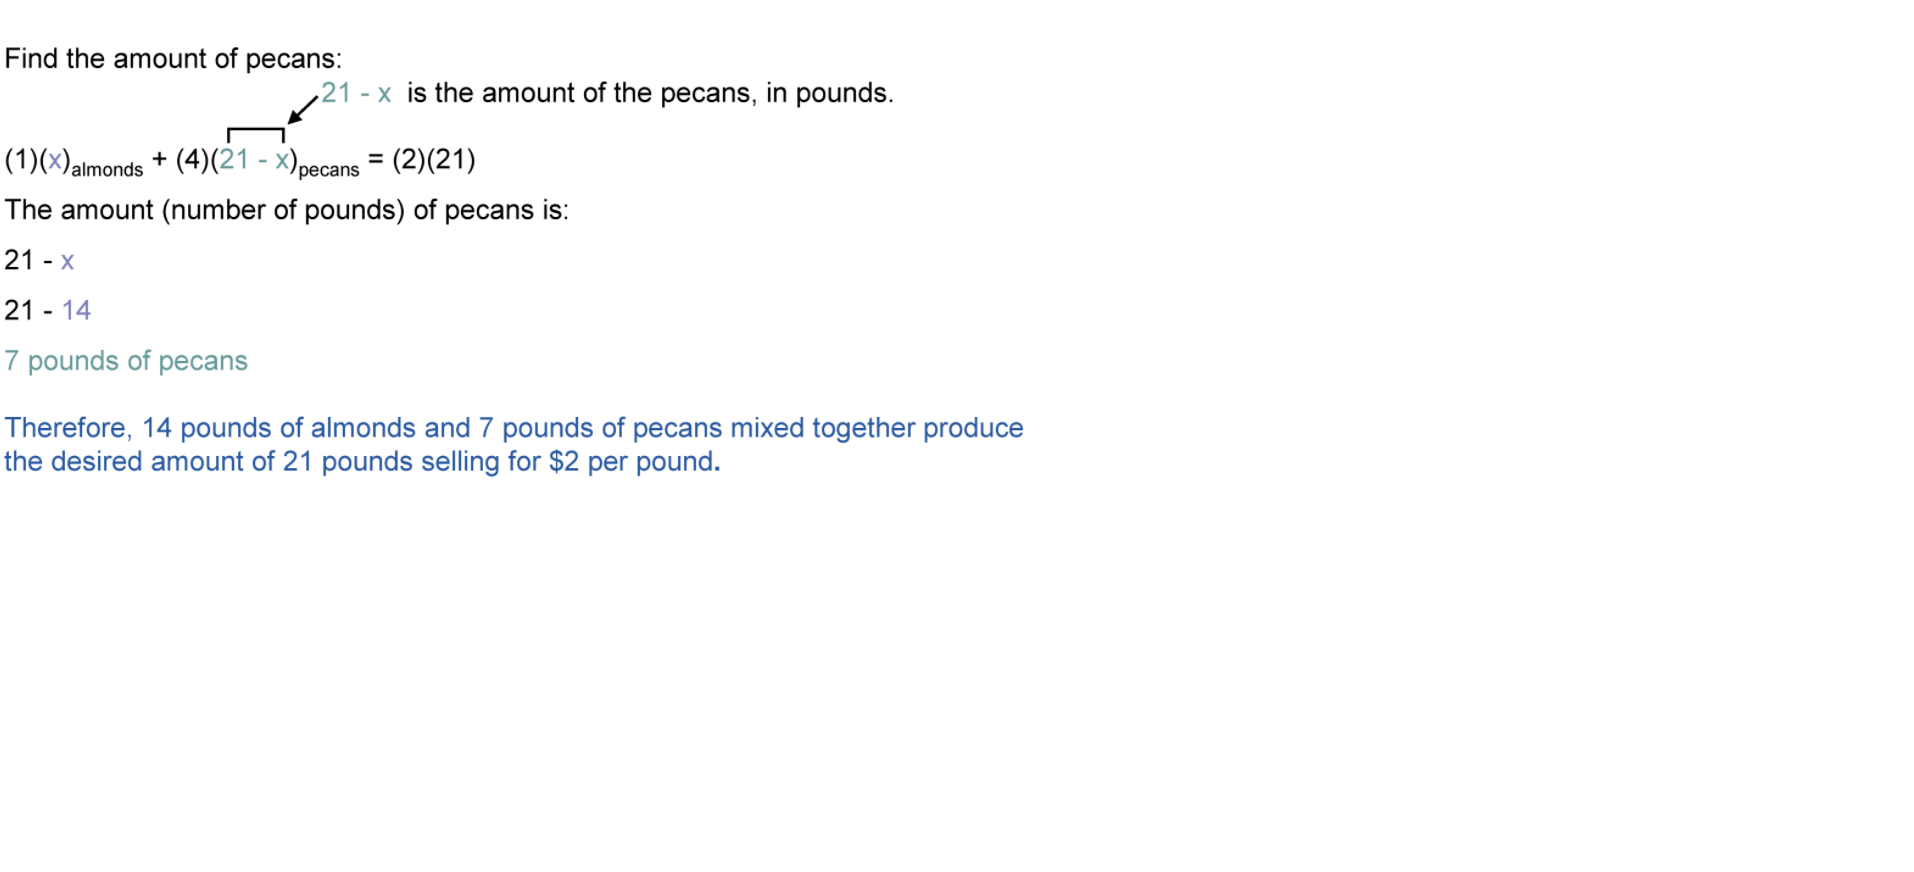 Find the amount of pecans:
21 - x is the amount of the pecans, in pounds.
(1)(x)almonds + (4)(21 - x)pecans = (2)(21)
The amount (number of pounds) of pecans is:
21 - x
21 - 14
7 pounds of pecans
Therefore, 14 pounds of almonds and 7 pounds of pecans mixed together produce
the desired amount of 21 pounds selling for $2 per pound.